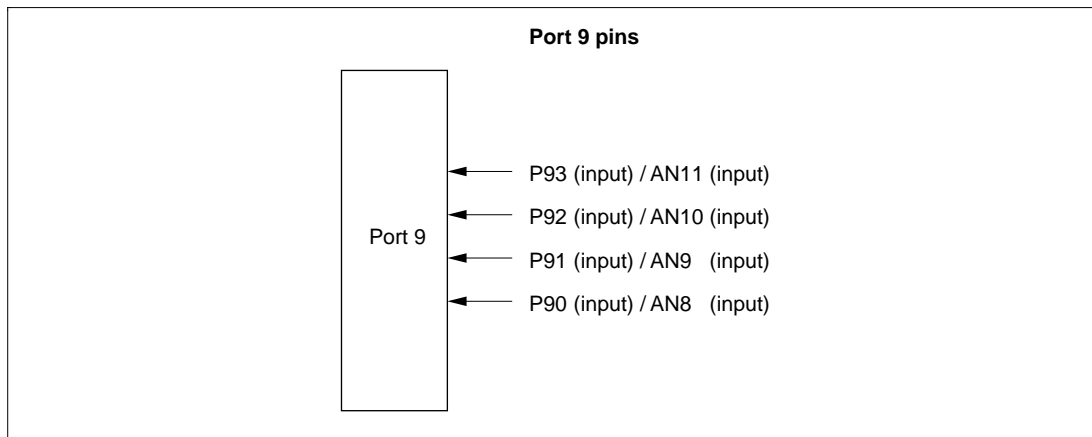 Port 9 pins
P93 (input) / AN11 (input)
P92 (input) / AN10 (input)
Port 9
P91 (input) / AN9 (input)
P90 (input) / AN8 (input)